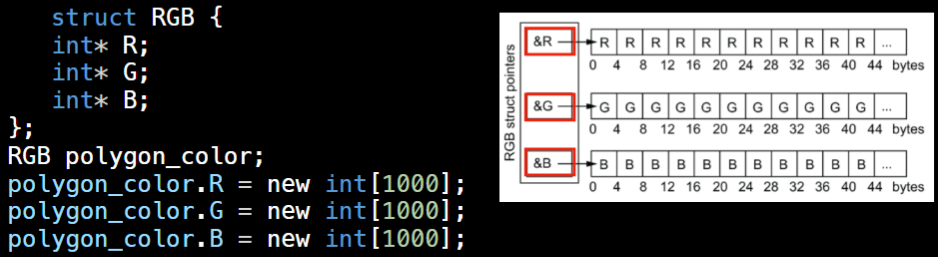 struct RGB {
int* R;
int* G;
int* B;
};
RGB polygon_color;
polygon_color.R = new int[1000];
polygon_color.G = new int[1000];
polygon_color.B = new int[1000];
RGB struct pointers
&R R R R R R R R R R R R ...
0 4 8 12 16 20 24 28 32 36 40 44 bytes
&G G G G G G G G G G G G ...
0 4 8 12 16 20 24 28 32 36 40 44 bytes
&B B B B B B B B B B B B ...
0 4 8 12 16 20 24 28 32 36 40 44 bytes